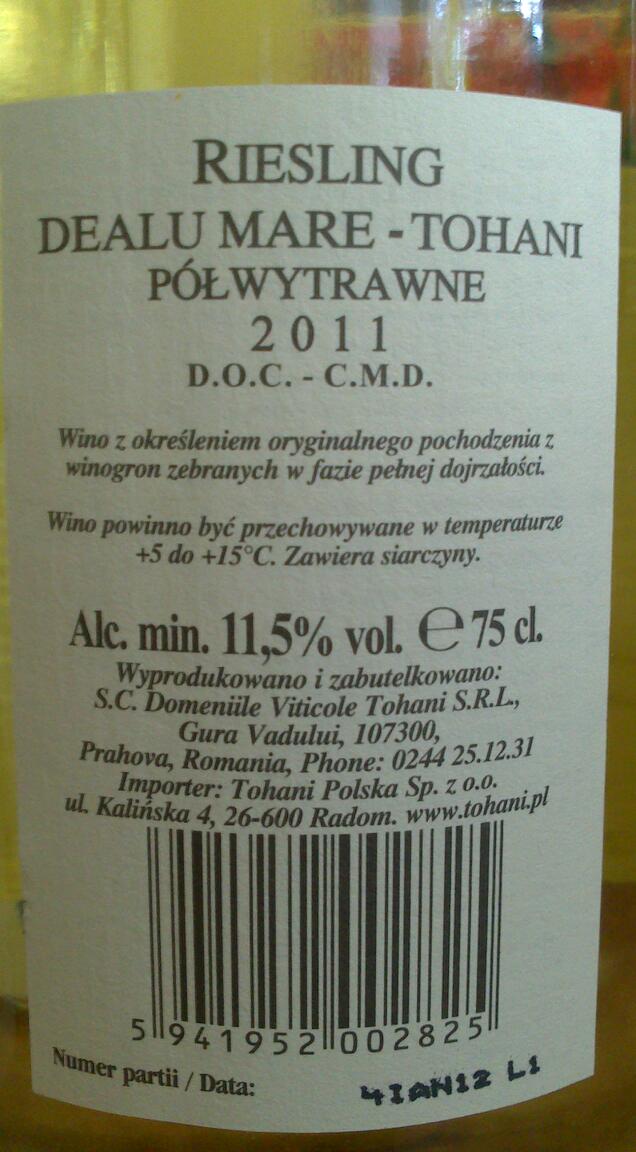 RIESLING
DEALU MARE - TOHANI
PÓŁWYTRAWNE
2011
D.O.C. - C.M.D.
Wino z określeniem oryginalnego pochodzenia z
winogron zebranych w fazie pełnej dojrzałości.
Wino powinno być przechowywane w temperaturze
+5 do +15°C. Zawiera siarczyny.
Alc. min. 11,5% vol. ℮ 75 cl.
Wyprodukowano i zabutelkowano:
S.C. Domeniile Viticole Tohani S.R.L.,
Gura Vadului, 107300,
Prahova, Romania, Phone: 0244 25.12.31
Importer: Tohani Polska Sp. z o.o.
ul. Kalińska 4, 26-600 Radom. www.tohani.pl
5 941952 002825
Numer partii / Data: 4IAN12 L1